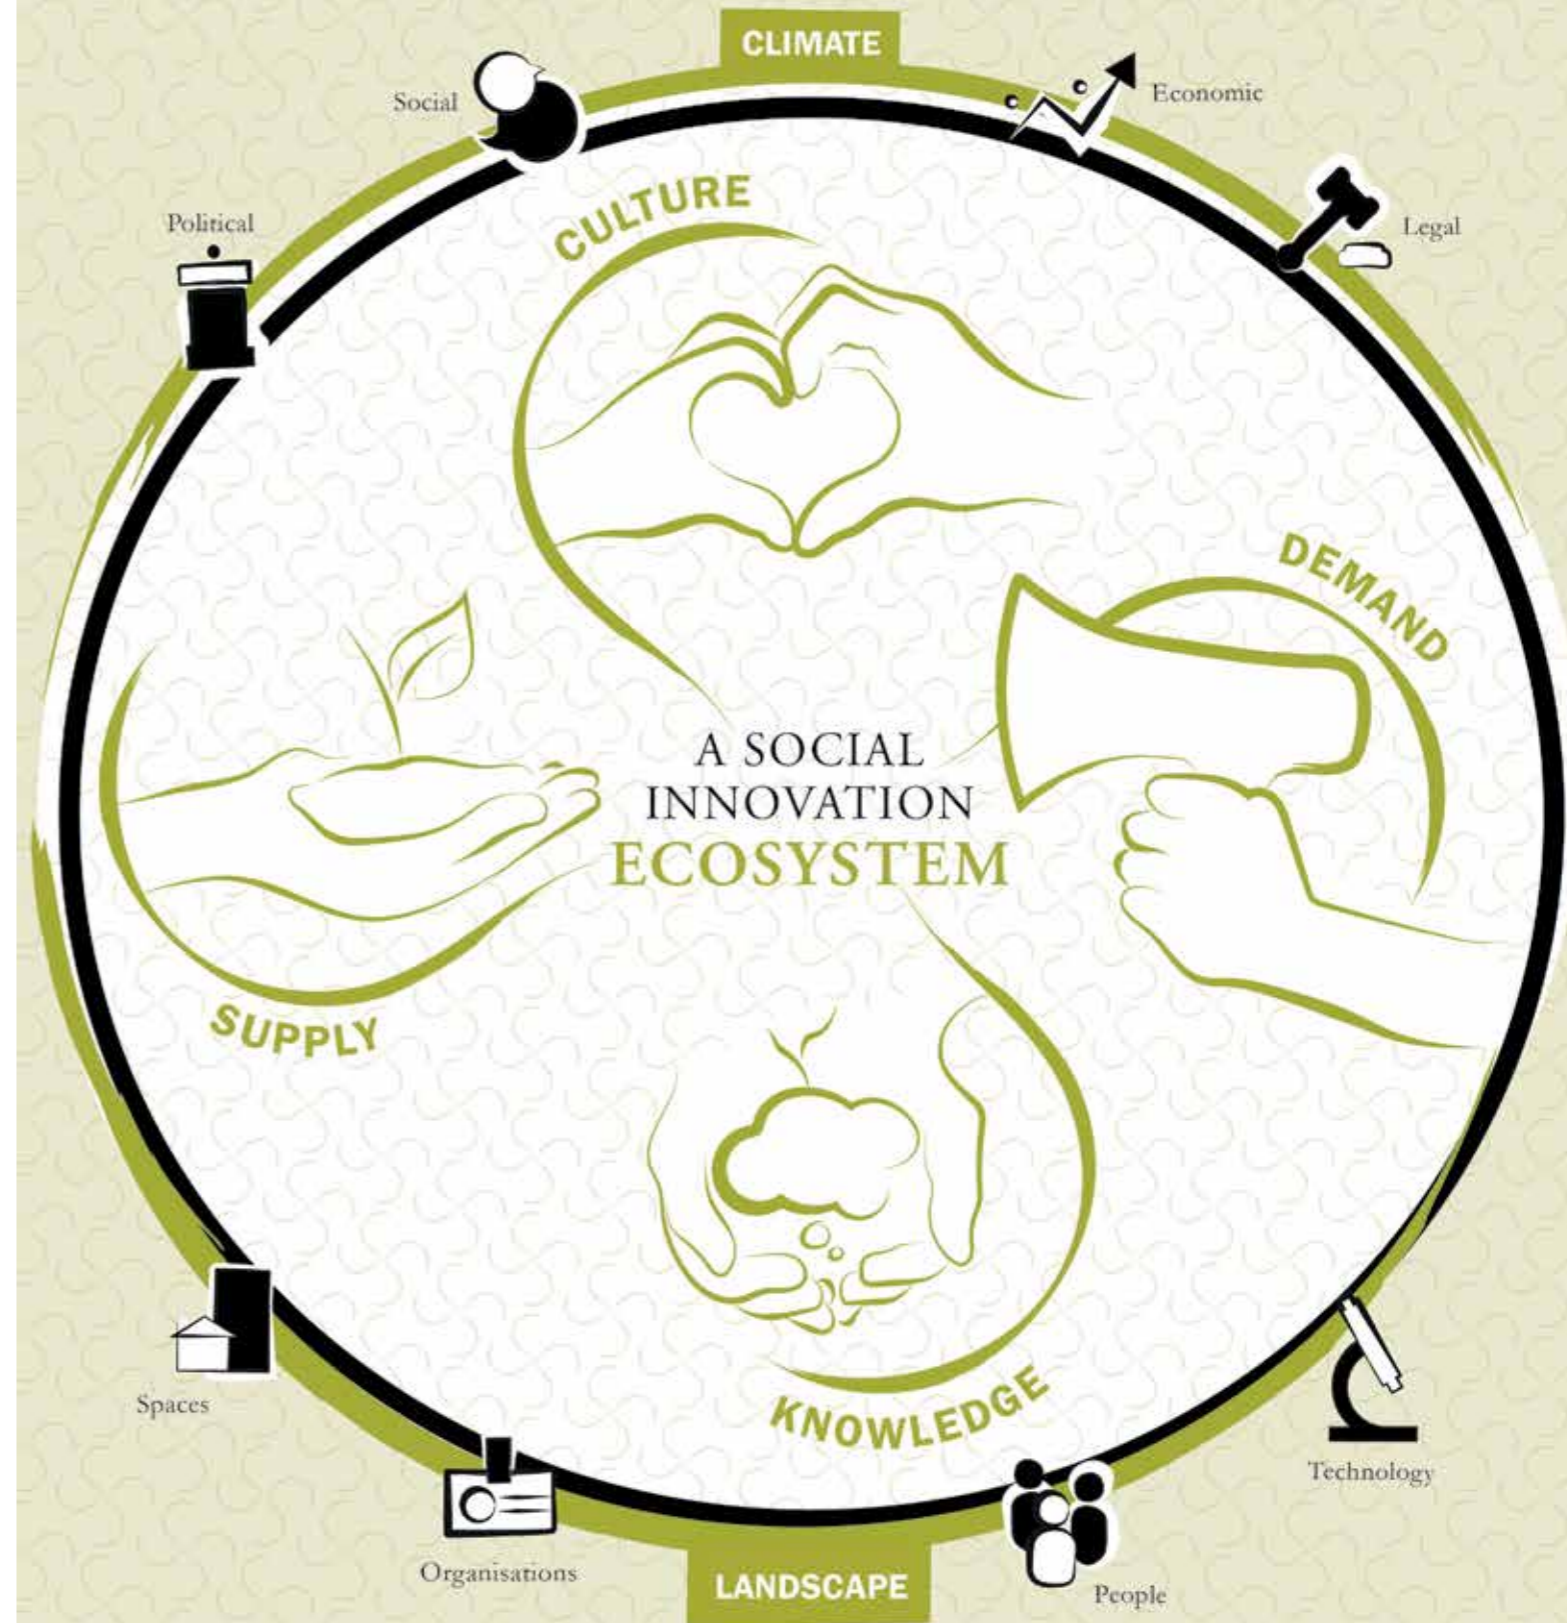 CLIMATE
Social
Economic
Political
Legal
CULTURE
DEMAND
A SOCIAL
INNOVATION
ECOSYSTEM
SUPPLY
KNOWLEDGE
Spaces
Technology
Organisations
LANDSCAPE
People